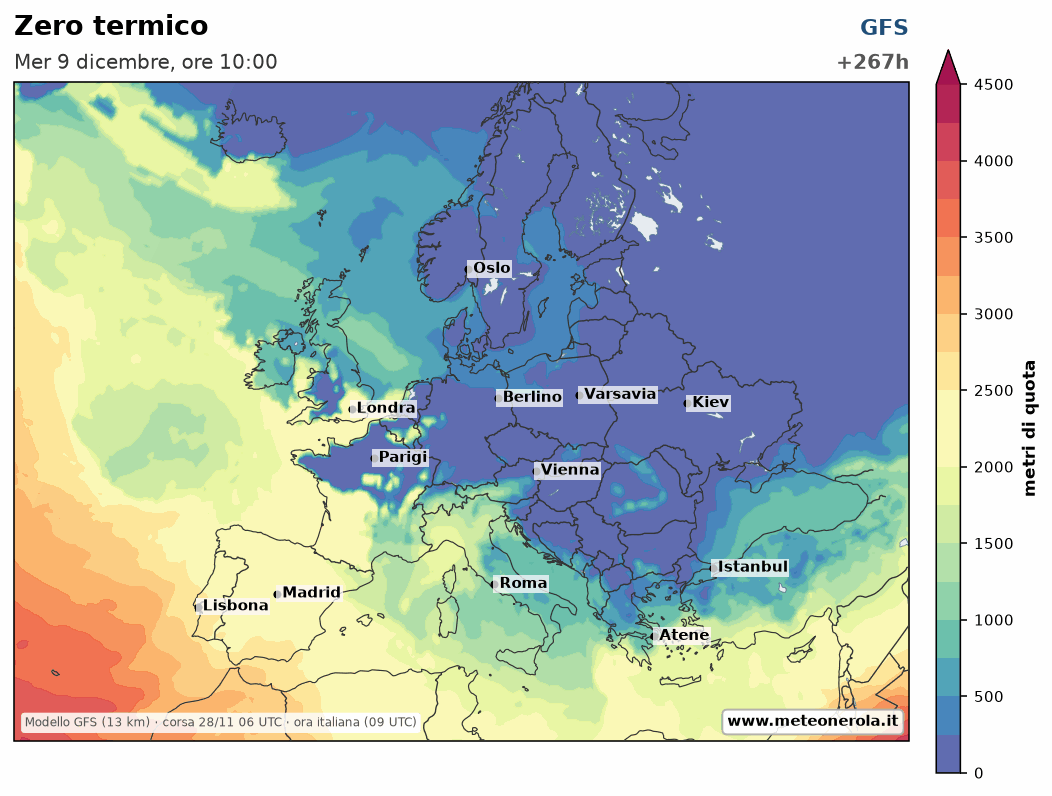 Zero termico
GFS
Mer 9 dicembre, ore 10:00
+267h
4500
4000
3500
3000
2500
2000
1500
1000
500
0
metri di quota
Oslo
Londra
Berlino
Varsavia
Kiev
Parigi
Vienna
Istanbul
Roma
Madrid
Lisbona
Atene
Modello GFS (13 km) · corsa 28/11 06 UTC · ora italiana (09 UTC)
www.meteonerola.it